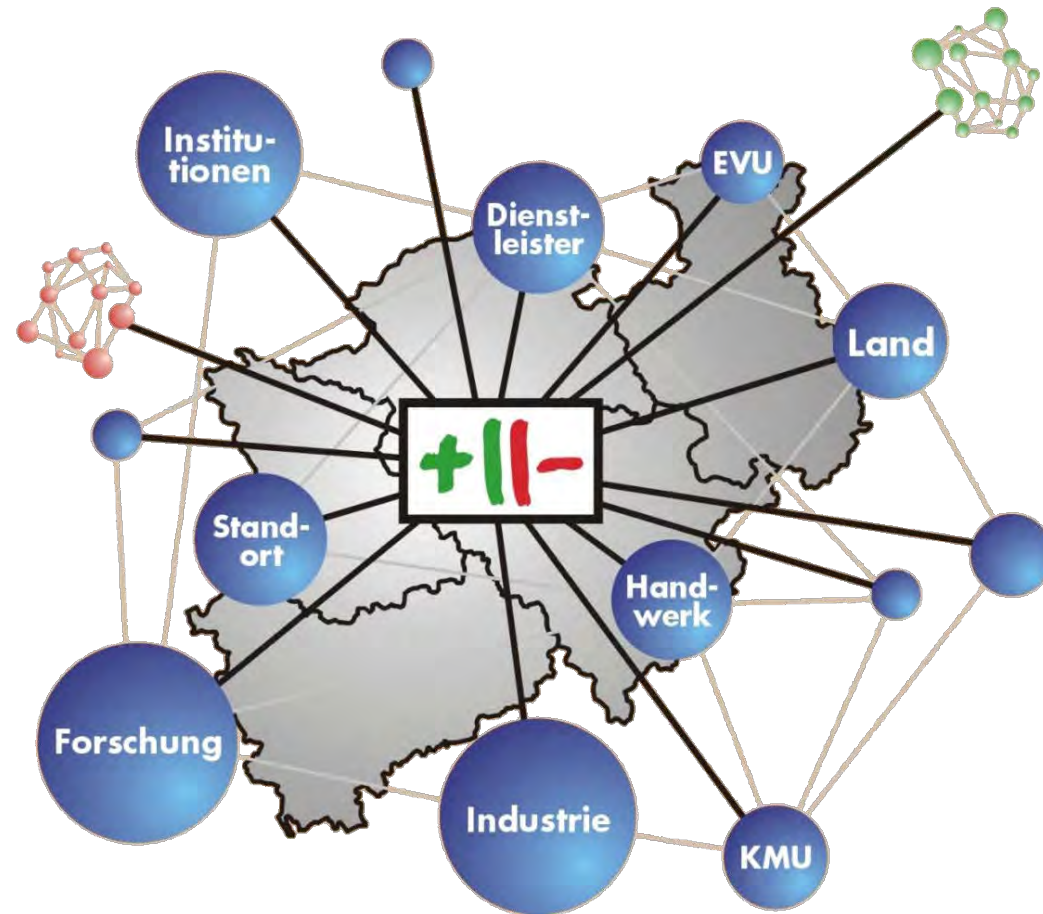 Institu-
tionen
EVU
Dienst-
leister
Land
+||-
Stand-
ort
Hand-
werk
Forschung
Industrie
KMU